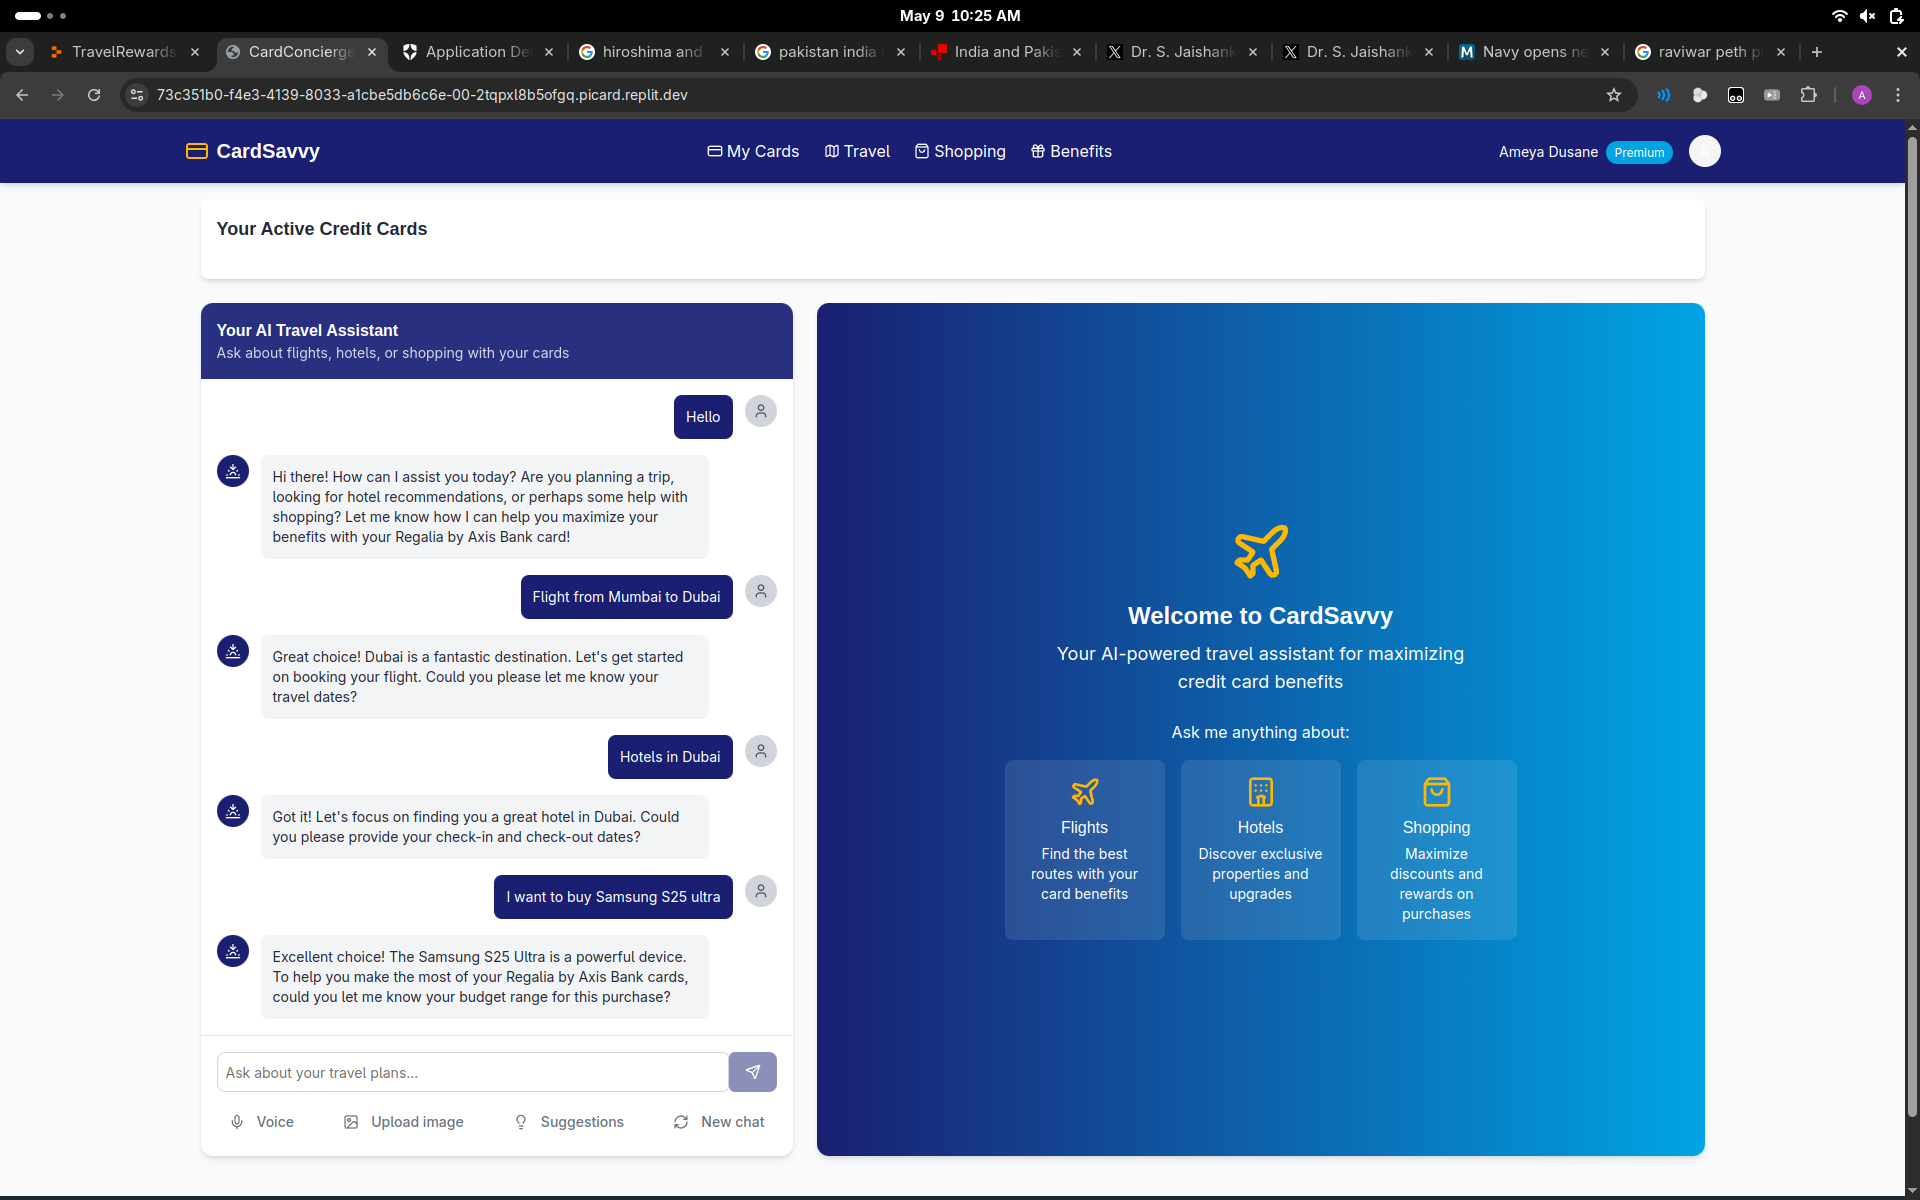 May 9 10:25 AM
TravelRewards
CardConcierge
Application De
hiroshima and
pakistan india
India and Pakis
Dr. S. Jaishank
Dr. S. Jaishank
Navy opens ne
raviwar peth p
73c351b0-f4e3-4139-8033-a1cbe5db6c6e-00-2tqpxl8b5ofgq.picard.replit.dev
A
CardSavvy
My Cards
Travel
Shopping
Benefits
Ameya Dusane
Premium
A
Your Active Credit Cards
Your AI Travel Assistant
Ask about flights, hotels, or shopping with your cards
Hello
Hi there! How can I assist you today? Are you planning a trip,
looking for hotel recommendations, or perhaps some help with
shopping? Let me know how I can help you maximize your
benefits with your Regalia by Axis Bank card!
Flight from Mumbai to Dubai
Great choice! Dubai is a fantastic destination. Let's get started
on booking your flight. Could you please let me know your
travel dates?
Hotels in Dubai
Got it! Let's focus on finding you a great hotel in Dubai. Could
you please provide your check-in and check-out dates?
I want to buy Samsung S25 ultra
Excellent choice! The Samsung S25 Ultra is a powerful device.
To help you make the most of your Regalia by Axis Bank cards,
could you let me know your budget range for this purchase?
Ask about your travel plans...
Voice
Upload image
Suggestions
New chat
Welcome to CardSavvy
Your AI-powered travel assistant for maximizing
credit card benefits
Ask me anything about:
Flights
Find the best
routes with your
card benefits
Hotels
Discover exclusive
properties and
upgrades
Shopping
Maximize
discounts and
rewards on
purchases